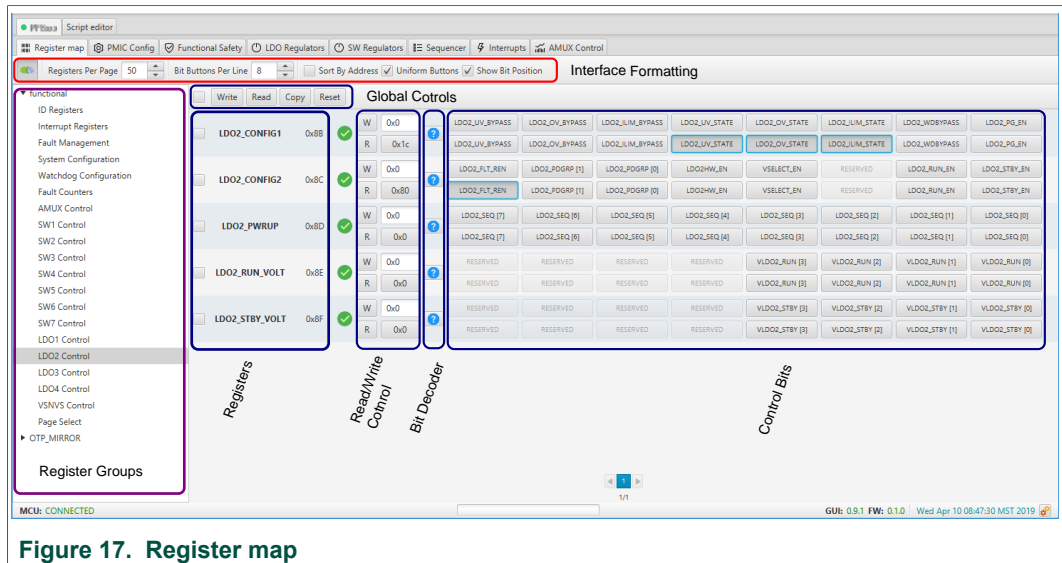 Script editor
Register map PMIC Config Functional Safety LDO Regulators SW Regulators Sequencer Interrupts AMUX Control
Registers Per Page 50 Bit Buttons Per Line 8 Sort By Address Uniform Buttons Show Bit Position Interface Formatting
functional
Write Read Copy Reset Global Cotrols
ID Registers
Interrupt Registers
Fault Management
System Configuration
Watchdog Configuration
Fault Counters
AMUX Control
SW1 Control
SW2 Control
SW3 Control
SW4 Control
SW5 Control
SW6 Control
SW7 Control
LDO1 Control
LDO2 Control
LDO3 Control
LDO4 Control
VSNVS Control
Page Select
OTP_MIRROR
Register Groups
LDO2_CONFIG1 0x8B
W 0x0 LDO2_UV_BYPASS LDO2_OV_BYPASS LDO2_ILIM_BYPASS LDO2_UV_STATE LDO2_OV_STATE LDO2_ILIM_STATE LDO2_WDBYPASS LDO2_PG_EN
R 0x1c LDO2_UV_BYPASS LDO2_OV_BYPASS LDO2_ILIM_BYPASS LDO2_UV_STATE LDO2_OV_STATE LDO2_ILIM_STATE LDO2_WDBYPASS LDO2_PG_EN
LDO2_CONFIG2 0x8C
W 0x0 LDO2_FLT_REN LDO2_PDGRP [1] LDO2_PDGRP [0] LDO2HW_EN VSELECT_EN RESERVED LDO2_RUN_EN LDO2_STBY_EN
R 0x80 LDO2_FLT_REN LDO2_PDGRP [1] LDO2_PDGRP [0] LDO2HW_EN VSELECT_EN RESERVED LDO2_RUN_EN LDO2_STBY_EN
LDO2_PWRUP 0x8D
W 0x0 LDO2_SEQ [7] LDO2_SEQ [6] LDO2_SEQ [5] LDO2_SEQ [4] LDO2_SEQ [3] LDO2_SEQ [2] LDO2_SEQ [1] LDO2_SEQ [0]
R 0x0 LDO2_SEQ [7] LDO2_SEQ [6] LDO2_SEQ [5] LDO2_SEQ [4] LDO2_SEQ [3] LDO2_SEQ [2] LDO2_SEQ [1] LDO2_SEQ [0]
LDO2_RUN_VOLT 0x8E
W 0x0 RESERVED RESERVED RESERVED RESERVED VLDO2_RUN [3] VLDO2_RUN [2] VLDO2_RUN [1] VLDO2_RUN [0]
R 0x0 RESERVED RESERVED RESERVED RESERVED VLDO2_RUN [3] VLDO2_RUN [2] VLDO2_RUN [1] VLDO2_RUN [0]
LDO2_STBY_VOLT 0x8F
W 0x0 RESERVED RESERVED RESERVED RESERVED VLDO2_STBY [3] VLDO2_STBY [2] VLDO2_STBY [1] VLDO2_STBY [0]
R 0x0 RESERVED RESERVED RESERVED RESERVED VLDO2_STBY [3] VLDO2_STBY [2] VLDO2_STBY [1] VLDO2_STBY [0]
Registers
Read/Write
Cotnrol
Bit Decoder
Control Bits
1
1/1
MCU: CONNECTED GUI: 0.9.1 FW: 0.1.0 Wed Apr 10 08:47:30 MST 2019
Figure 17. Register map